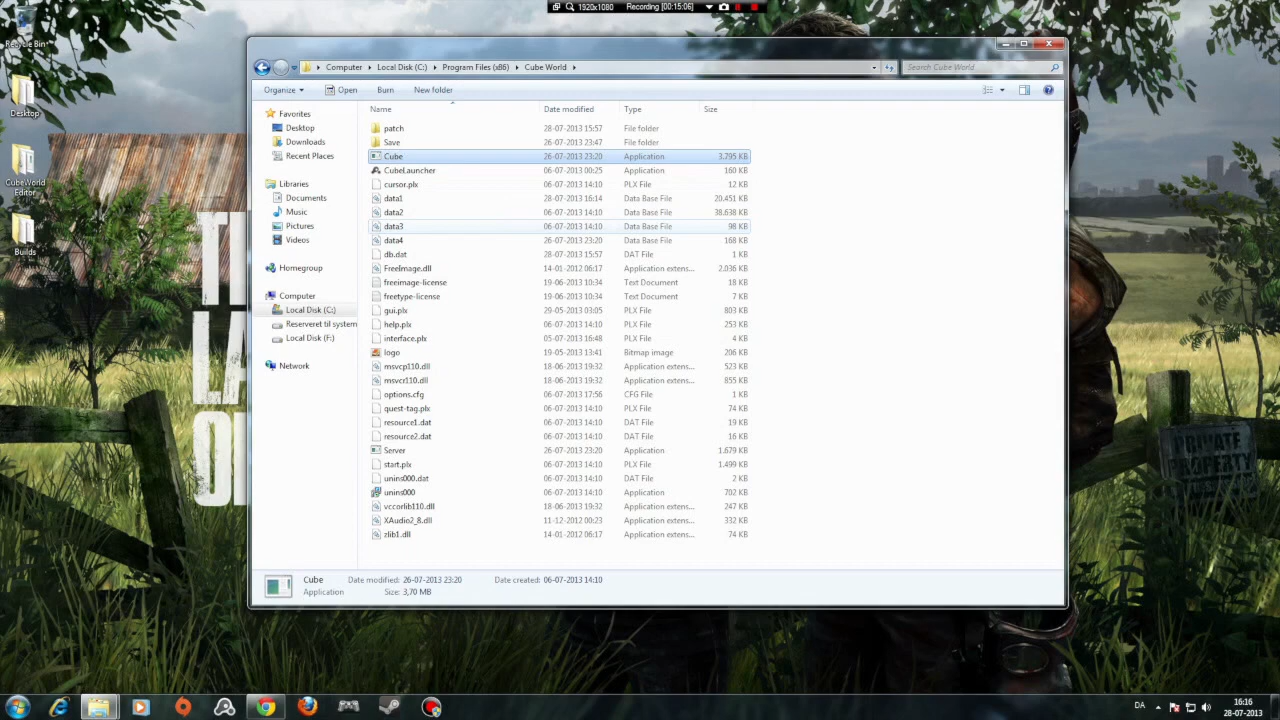 1920x1080 Recording [00:15:06]
Recycle Bin
Desktop
CubeWorld
Editor
Builds
Computer Local Disk (C:) Program Files (x86) Cube World Search Cube World
Organize Open Burn New folder
Name Date modified Type Size
Favorites
Desktop
Downloads
Recent Places
Libraries
Documents
Music
Pictures
Videos
Homegroup
Computer
Local Disk (C:)
Reserveret til system
Local Disk (F:)
Network
patch 28-07-2013 15:57 File folder
Save 26-07-2013 23:47 File folder
Cube 26-07-2013 23:20 Application 3.795 KB
CubeLauncher 06-07-2013 00:25 Application 160 KB
cursor.plx 06-07-2013 14:10 PLX File 12 KB
data1 28-07-2013 16:14 Data Base File 20.451 KB
data2 06-07-2013 14:10 Data Base File 38.638 KB
data3 06-07-2013 14:10 Data Base File 98 KB
data4 26-07-2013 23:20 Data Base File 168 KB
db.dat 28-07-2013 15:57 DAT File 1 KB
FreeImage.dll 14-01-2012 06:17 Application extens... 2.036 KB
freeimage-license 19-06-2013 10:34 Text Document 18 KB
freetype-license 19-06-2013 10:34 Text Document 7 KB
gui.plx 29-05-2013 03:05 PLX File 803 KB
help.plx 06-07-2013 14:10 PLX File 253 KB
interface.plx 05-07-2013 16:48 PLX File 4 KB
logo 19-05-2013 13:41 Bitmap image 206 KB
msvcp110.dll 18-06-2013 19:32 Application extens... 523 KB
msvcr110.dll 18-06-2013 19:32 Application extens... 855 KB
options.cfg 06-07-2013 17:56 CFG File 1 KB
quest-tag.plx 06-07-2013 14:10 PLX File 74 KB
resource1.dat 06-07-2013 14:10 DAT File 19 KB
resource2.dat 06-07-2013 14:10 DAT File 16 KB
Server 26-07-2013 23:20 Application 1.679 KB
start.plx 06-07-2013 14:10 PLX File 1.499 KB
unins000.dat 06-07-2013 14:10 DAT File 2 KB
unins000 06-07-2013 14:10 Application 702 KB
vccorlib110.dll 18-06-2013 19:32 Application extens... 247 KB
XAudio2_8.dll 11-12-2012 00:23 Application extens... 332 KB
zlib1.dll 14-01-2012 06:17 Application extens... 74 KB
Cube Date modified: 26-07-2013 23:20 Date created: 06-07-2013 14:10
Application Size: 3,70 MB
PRIVATE
PROPERTY
DA 16:16
28-07-2013